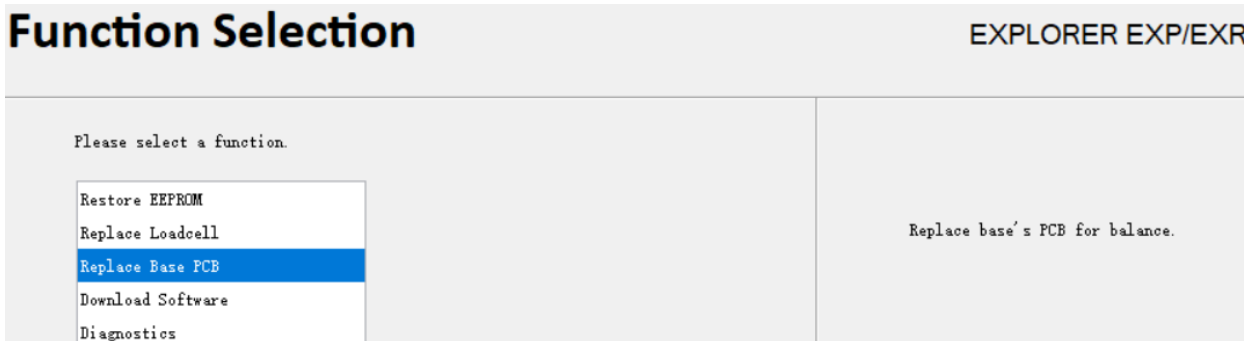 Function Selection
EXPLORER EXP/EXR
Please select a function.
Restore EEPROM
Replace Loadcell
Replace Base PCB
Download Software
Diagnostics
Replace base's PCB for balance.